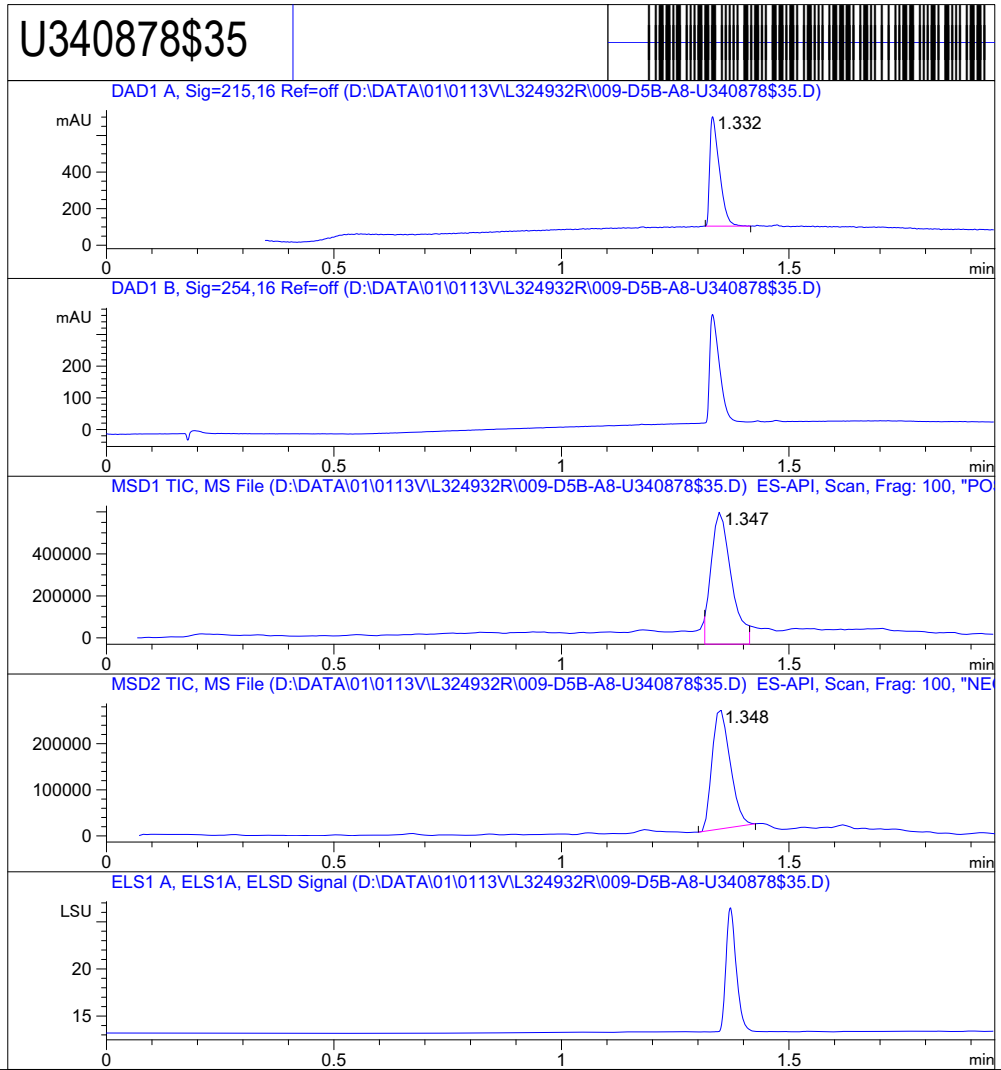 U340878$35
DAD1 A, Sig=215,16 Ref=off (D:\DATA\01\0113V\L324932R\009-D5B-A8-U340878$35.D)
mAU
1.332
400
200
0
0 0.5 1 1.5 min
DAD1 B, Sig=254,16 Ref=off (D:\DATA\01\0113V\L324932R\009-D5B-A8-U340878$35.D)
mAU
200
100
0
0 0.5 1 1.5 min
MSD1 TIC, MS File (D:\DATA\01\0113V\L324932R\009-D5B-A8-U340878$35.D) ES-API, Scan, Frag: 100, "PO
1.347
400000
200000
0
0 0.5 1 1.5 min
MSD2 TIC, MS File (D:\DATA\01\0113V\L324932R\009-D5B-A8-U340878$35.D) ES-API, Scan, Frag: 100, "NE
1.348
200000
100000
0
0 0.5 1 1.5 min
ELS1 A, ELS1A, ELSD Signal (D:\DATA\01\0113V\L324932R\009-D5B-A8-U340878$35.D)
LSU
20
15
0 0.5 1 1.5 min